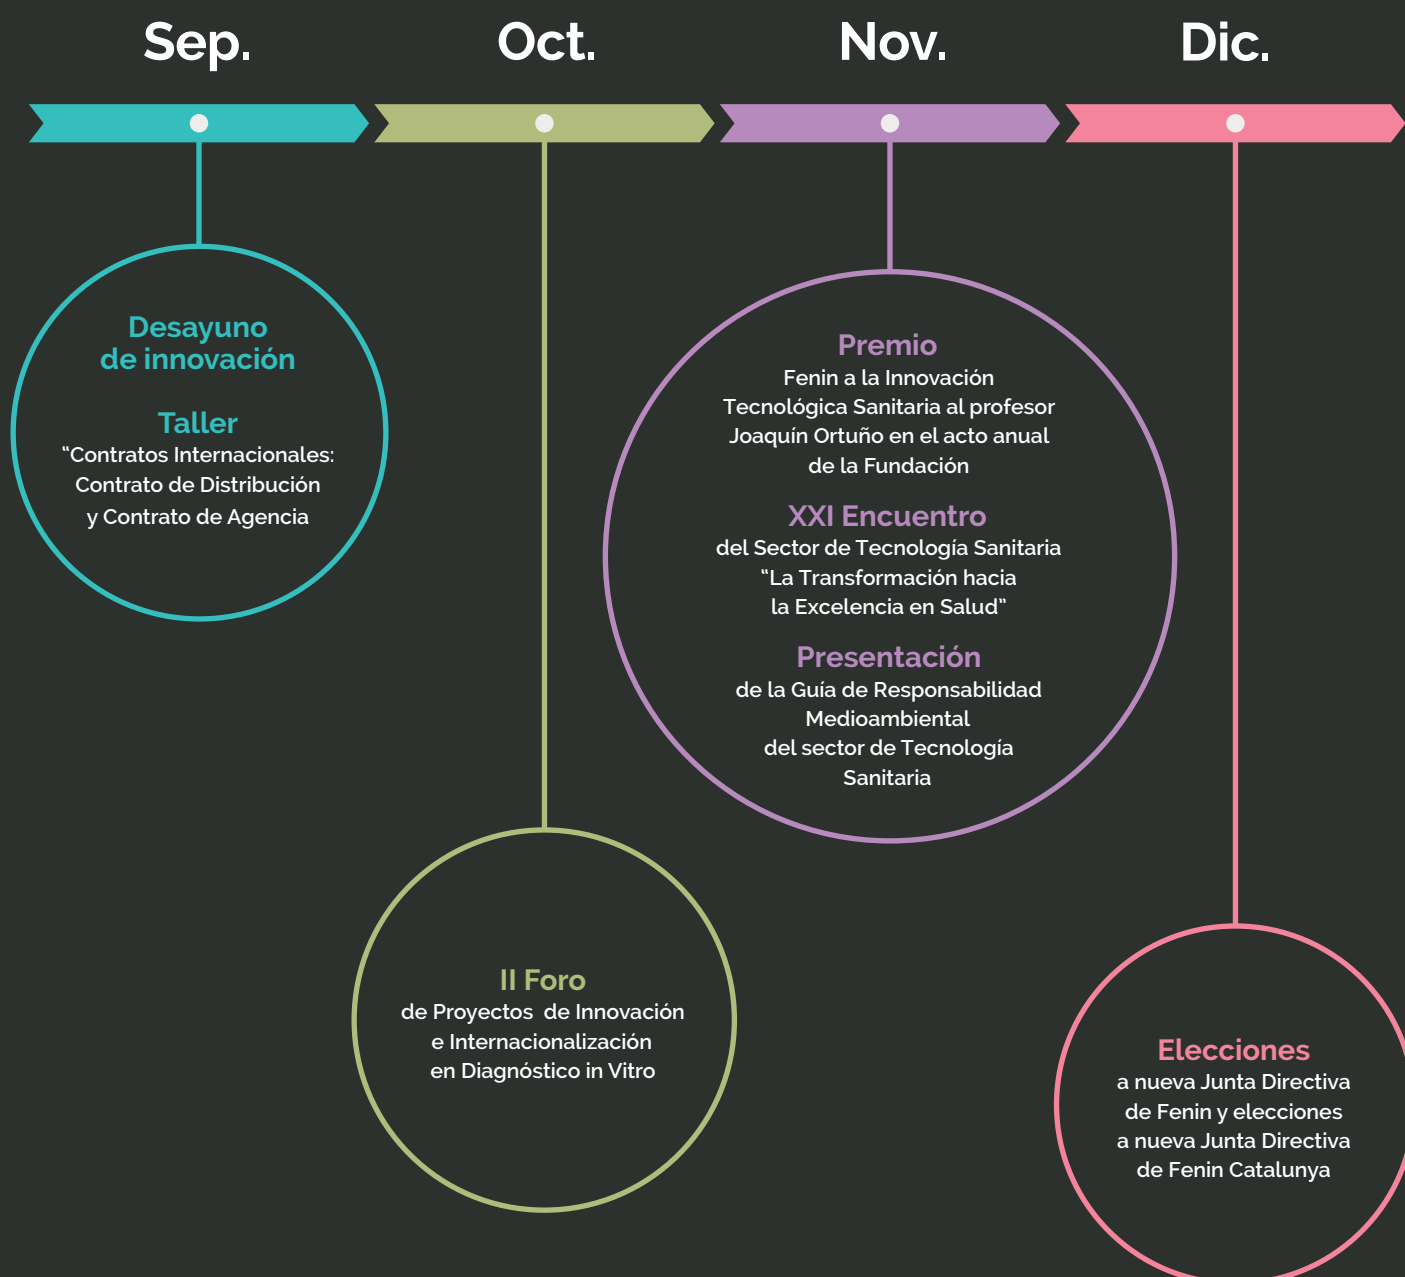 Sep.
Oct.
Nov.
Dic.
Desayuno
de innovación
Taller
“Contratos Internacionales:
Contrato de Distribución
y Contrato de Agencia
II Foro
de Proyectos  de Innovación
e Internacionalización
en Diagnóstico in Vitro
Premio
Fenin a la Innovación
Tecnológica Sanitaria al profesor
Joaquín Ortuño en el acto anual
de la Fundación
XXI Encuentro
del Sector de Tecnología Sanitaria
“La Transformación hacia
la Excelencia en Salud”
Presentación
de la Guía de Responsabilidad
Medioambiental
del sector de Tecnología
Sanitaria
Elecciones
a nueva Junta Directiva
de Fenin y elecciones
a nueva Junta Directiva
de Fenin Catalunya